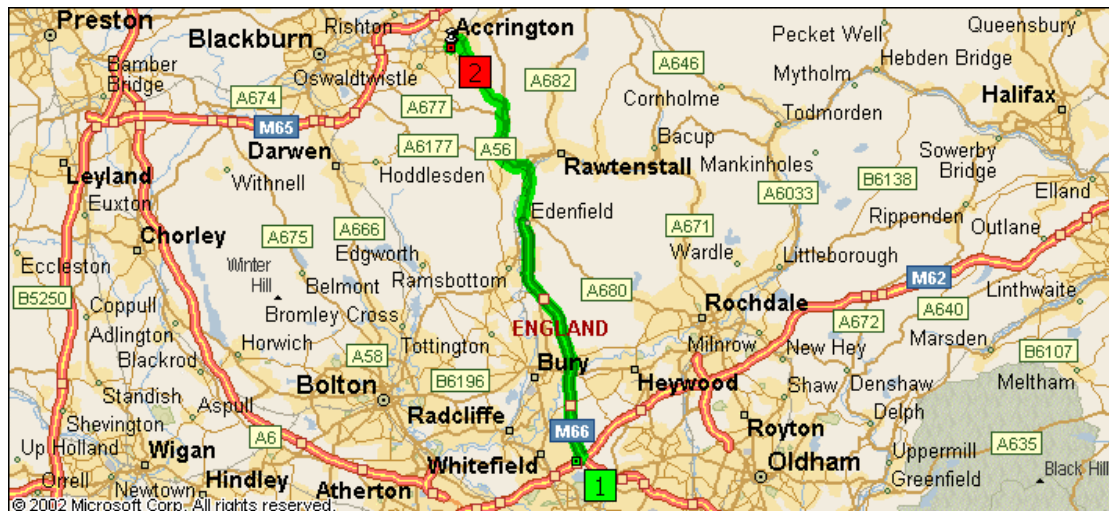 Preston
Rishton
Accrington
3
Queensbury
Blackburn
Pecket Well
Hebden Bridge
Bamber
Bridge
Oswaldtwistle
2
A682
A646
Mytholm
A674
A677
Cornholme
Halifax
Todmorden
M65
Darwen
A6177
A56
Bacup
Rawtenstall
Mankinholes
Sowerby
Bridge
Leyland
Withnell
Hoddlesden
A6033
B6138
Elland
Euxton
Edenfield
Ripponden
Outlane
Chorley
A675
A666
Edgworth
A671
Wardle
Littleborough
Eccleston
Winter
Hill
Belmont
Ramsbottom
A680
M62
Linthwaite
B5250
Coppull
Bromley Cross
Rochdale
A640
Adlington
ENGLAND
A672
Marsden
Blackrod
Horwich
A58
Tottington
Bury
Milnrow
New Hey
B6107
Standish
Bolton
B6196
Heywood
Shaw
Denshaw
Meltham
Shevington
Aspull
Radcliffe
M66
Royton
Delph
Up Holland
Wigan
A6
Whitefield
Oldham
Uppermill
A635
Black Hill
Orrell
Newtown
Hindley
Atherton
1
Greenfield
© 2002 Microsoft Corp. All rights reserved.